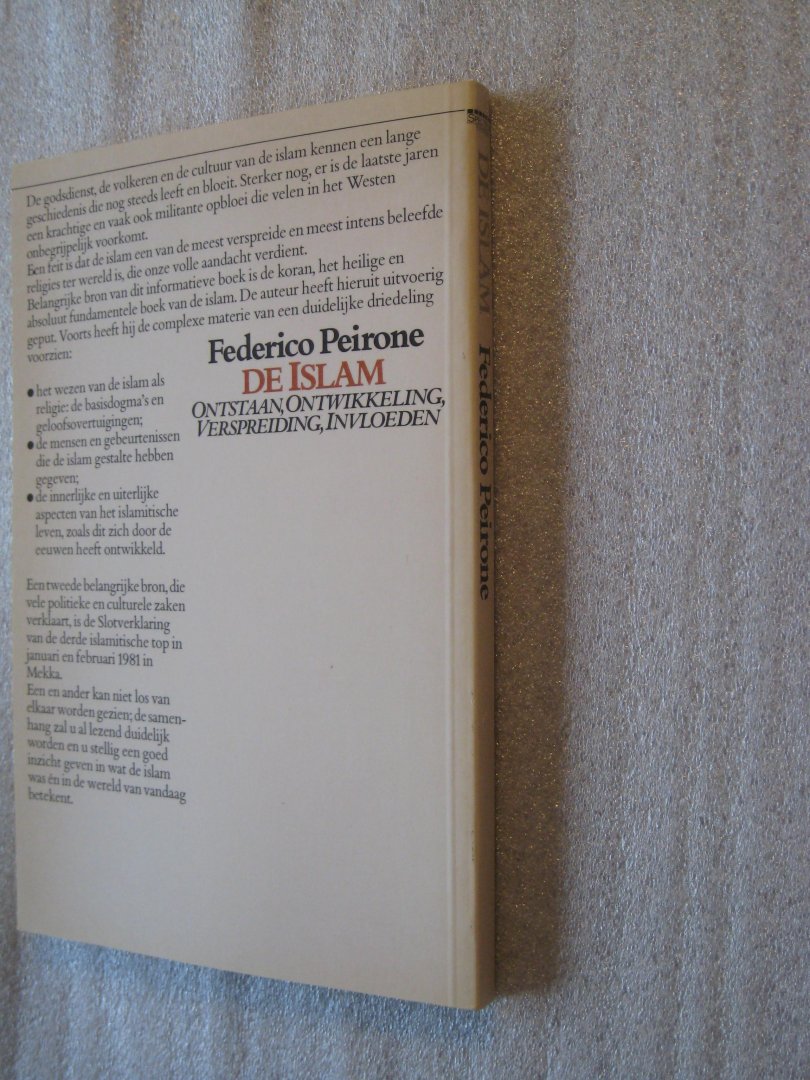 De godsdienst, de volkeren en de cultuur van de islam kennen een lange
geschiedenis die nog steeds leeft en bloeit. Sterker nog, er is de laatste jaren
een krachtige en vaak ook militante opbloei die velen in het Westen
onbegrijpelijk voorkomt.
Een feit is dat de islam een van de meest verspreide en meest intens beleefde
religies ter wereld is, die onze volle aandacht verdient.
Belangrijke bron van dit informatieve boek is de koran, het heilige en
absoluut fundamentele boek van de islam. De auteur heeft hieruit uitvoerig
geput. Voorts heeft hij de complexe materie van een duidelijke driedeling
voorzien:
• het wezen van de islam als
religie: de basisdogma's en
geloofsovertuigingen;
• de mensen en gebeurtenissen
die de islam gestalte hebben
gegeven;
• de innerlijke en uiterlijke
aspecten van het islamitische
leven, zoals dit zich door de
eeuwen heeft ontwikkeld.
Een tweede belangrijke bron, die
vele politieke en culturele zaken
verklaart, is de Slotverklaring
van de derde islamitische top in
januari en februari 1981 in
Mekka.
Een en ander kan niet los van
elkaar worden gezien; de samen-
hang zal u al lezend duidelijk
worden en u stellig een goed
inzicht geven in wat de islam
was én in de wereld van vandaag
betekent.
Federico Peirone
DE ISLAM
ONTSTAAN, ONTWIKKELING,
VERSPREIDING, INVLOEDEN
DE ISLAM Federico Peirone